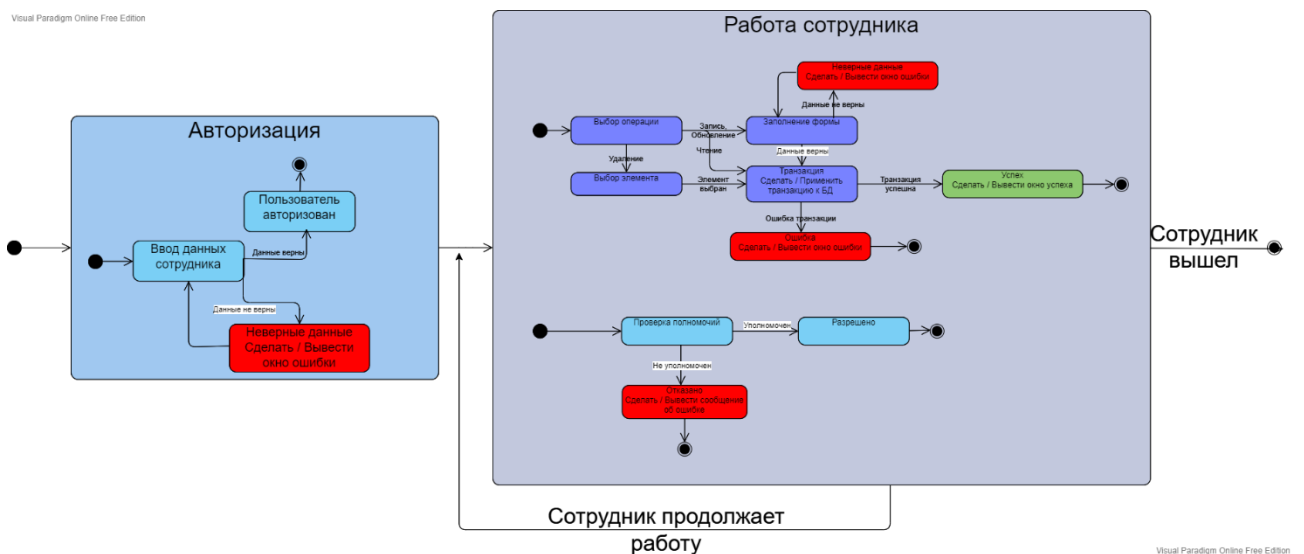 Visual Paradigm Online Free Edition
Работа сотрудника
Неверные данные
Сделать / Вывести окно ошибки
Данные не верны
Авторизация
Выбор операции
Запись,
Обновление
Заполнение формы
Чтение
Данные верны
Удаление
Выбор элемента
Элемент
выбран
Транзакция
Сделать / Применить
транзакцию к БД
Транзакция
успешна
Успех
Сделать / Вывести окно успеха
Пользователь
авторизован
Ошибка транзакции
Ошибка
Сделать / Вывести окно ошибки
Ввод данных
сотрудника
Данные верны
Сотрудник
вышел
Данные не верны
Неверные данные
Сделать / Вывести
окно ошибки
Проверка полномочий
Уполномочен
Разрешено
Не уполномочен
Отказано
Сделать / Вывести сообщение
об ошибке
Сотрудник продолжает
работу
Visual Paradigm Online Free Edition